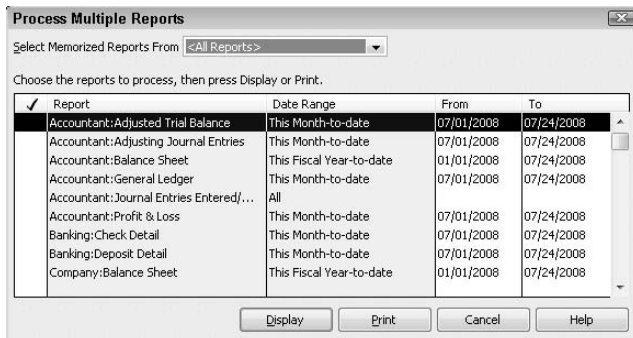 Process Multiple Reports
Select Memorized Reports From <All Reports>
Choose the reports to process, then press Display or Print.
✓ Report Date Range From To
Accountant:Adjusted Trial Balance This Month-to-date 07/01/2008 07/24/2008
Accountant:Adjusting Journal Entries This Month-to-date 07/01/2008 07/24/2008
Accountant:Balance Sheet This Fiscal Year-to-date 01/01/2008 07/24/2008
Accountant:General Ledger This Month-to-date 07/01/2008 07/24/2008
Accountant:Journal Entries Entered/... All
Accountant:Profit & Loss This Month-to-date 07/01/2008 07/24/2008
Banking:Check Detail This Month-to-date 07/01/2008 07/24/2008
Banking:Deposit Detail This Month-to-date 07/01/2008 07/24/2008
Company:Balance Sheet This Fiscal Year-to-date 01/01/2008 07/24/2008
Display Print Cancel Help